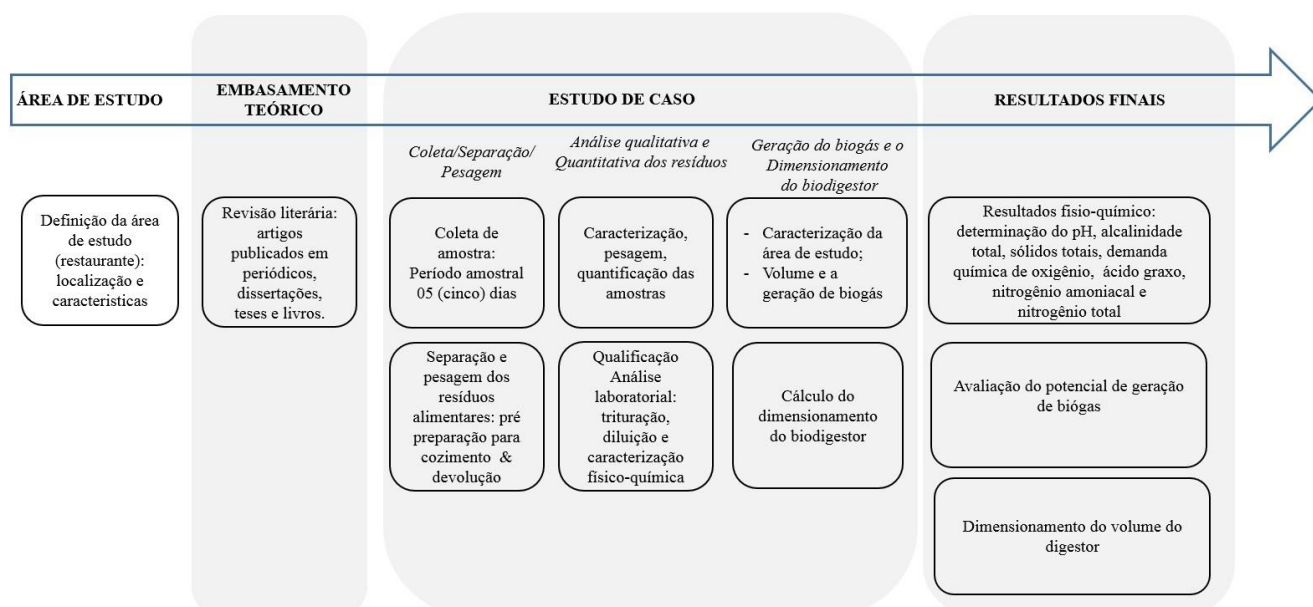 ÁREA DE ESTUDO
EMBASAMENTO
TEÓRICO
ESTUDO DE CASO
RESULTADOS FINAIS
Coleta/Separação/
Pesagem
Análise qualitativa e
Quantitativa dos resíduos
Geração do biogás e o
Dimensionamento
do biodigestor
Definição da área
de estudo
(restaurante):
localização e
caracteristicas
Revisão literária:
artigos
publicados em
periódicos,
dissertações,
teses e livros.
Coleta de
amostra:
Período amostral
05 (cinco) dias
Caracterização,
pesagem,
quantificação das
amostras
- Caracterização da
área de estudo;
- Volume e a
geração de biogás
Resultados fisio-químico:
determinação do pH, alcalinidade
total, sólidos totais, demanda
química de oxigênio, ácido graxo,
nitrogênio amoniacal e
nitrogênio total
Separação e
pesagem dos
resíduos
alimentares: pré
preparação para
cozimento & 
devolução
Qualificação
Análise
laboratorial:
trituração,
diluição e
caracterização
físico-química
Cálculo do
dimensionamento
do biodigestor
Avaliação do potencial de geração
de biógas
Dimensionamento do volume do
digestor